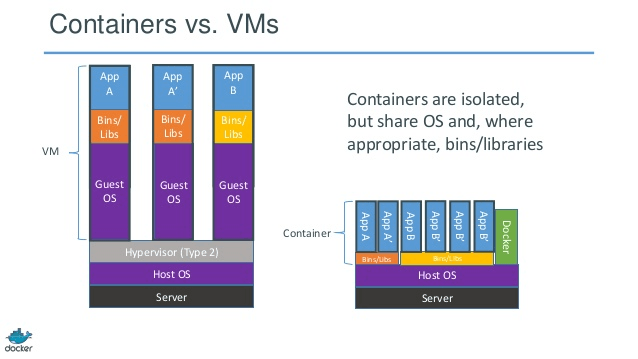 Containers vs. VMs
App
A
App
A’
App
B
Bins/
Libs
Bins/
Libs
Bins/
Libs
VM
Guest
OS
Guest
OS
Guest
OS
Hypervisor (Type 2)
Host OS
Server
Containers are isolated,
but share OS and, where
appropriate, bins/libraries
Container
App A
App A’
App B
App B’
App B’
App B’
Docker
Bins/Libs
Bins/Libs
Host OS
Server
docker